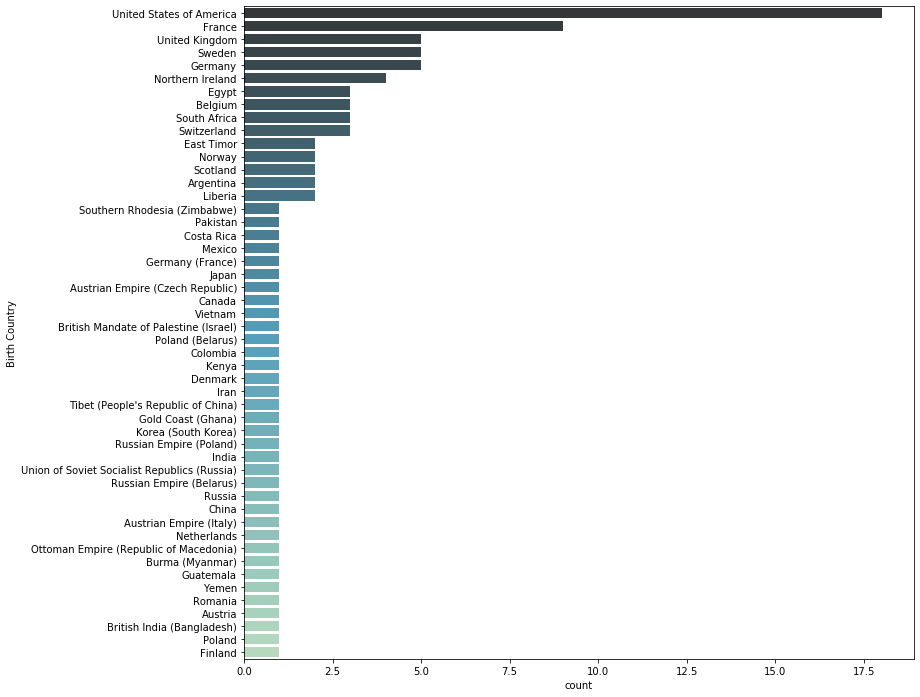 United States of America
France
United Kingdom
Sweden
Germany
Northern Ireland
Egypt
Belgium
South Africa
Switzerland
East Timor
Norway
Scotland
Argentina
Liberia
Southern Rhodesia (Zimbabwe)
Pakistan
Costa Rica
Mexico
Germany (France)
Japan
Austrian Empire (Czech Republic)
Canada
Vietnam
British Mandate of Palestine (Israel)
Poland (Belarus)
Colombia
Kenya
Denmark
Iran
Tibet (People's Republic of China)
Gold Coast (Ghana)
Korea (South Korea)
Russian Empire (Poland)
India
Union of Soviet Socialist Republics (Russia)
Russian Empire (Belarus)
Russia
China
Austrian Empire (Italy)
Netherlands
Ottoman Empire (Republic of Macedonia)
Burma (Myanmar)
Guatemala
Yemen
Romania
Austria
British India (Bangladesh)
Poland
Finland
Birth Country
0.0 2.5 5.0 7.5 10.0 12.5 15.0 17.5
count